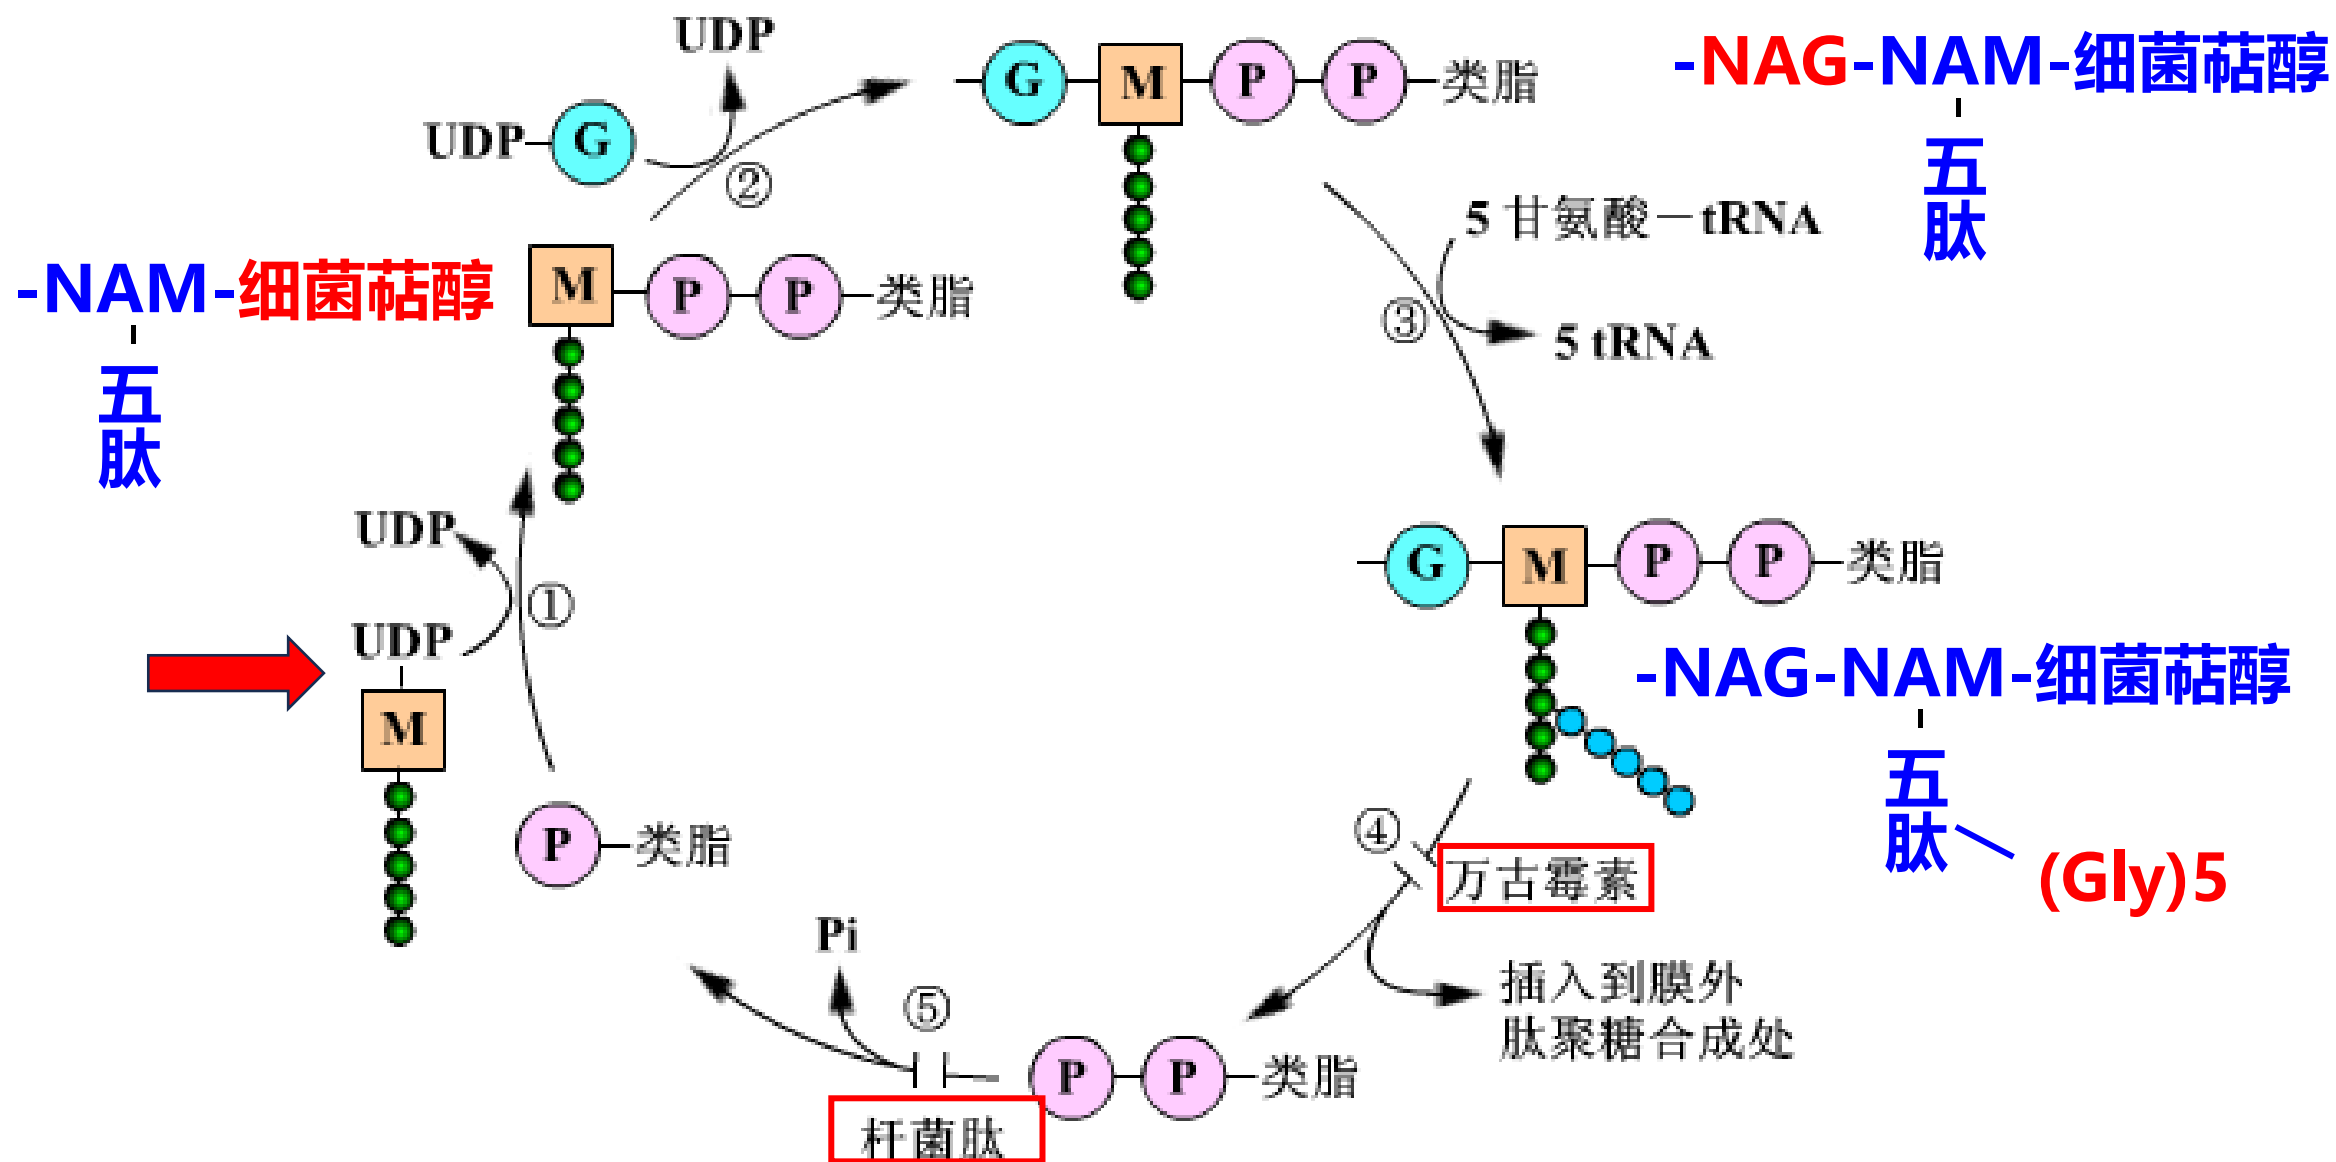 UDP
UDP-G
②
G-M-P-P-类脂
-NAG-NAM-细菌萜醇
五
肽
5 甘氨酸-tRNA
③
5 tRNA
-NAM-细菌萜醇
五
肽
M-P-P-类脂
UDP
①
UDP
M
P-类脂
G-M-P-P-类脂
-NAG-NAM-细菌萜醇
五
肽
(Gly)5
④
万古霉素
插入到膜外
肽聚糖合成处
Pi
⑤
P-P-类脂
杆菌肽